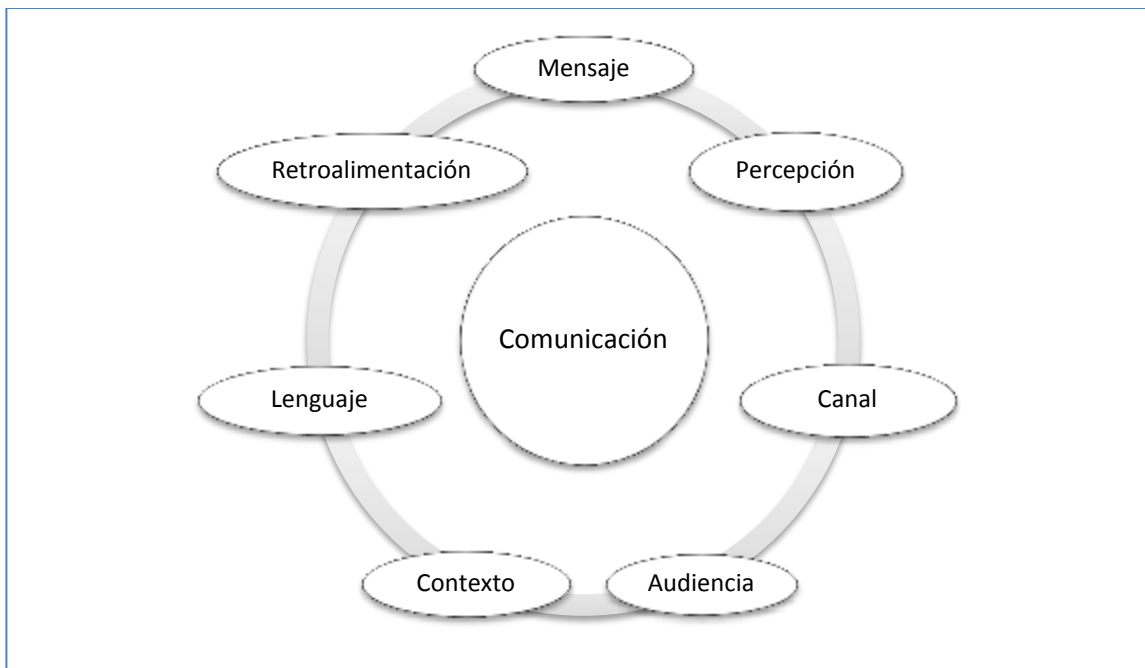 Mensaje
Retroalimentación
Percepción
Comunicación
Lenguaje
Canal
Contexto
Audiencia